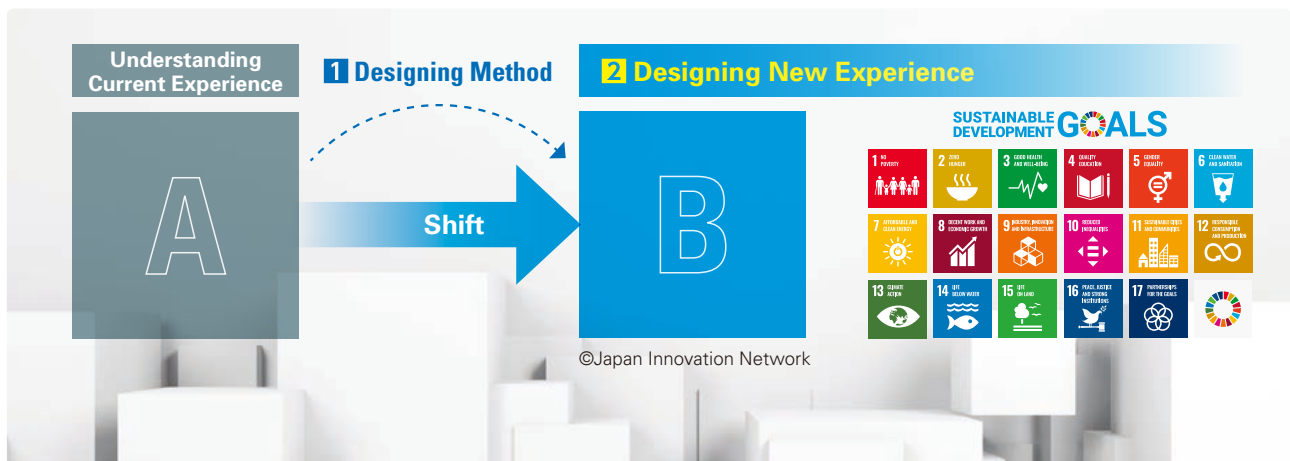 Understanding
Current Experience
1 Designing Method
2 Designing New Experience
A
Shift
B
©Japan Innovation Network
SUSTAINABLE
DEVELOPMENT
GOALS
1 NO
POVERTY
2 ZERO
HUNGER
3 GOOD HEALTH
AND WELL-BEING
4 QUALITY
EDUCATION
5 GENDER
EQUALITY
6 CLEAN WATER
AND SANITATION
7 AFFORDABLE AND
CLEAN ENERGY
8 DECENT WORK AND
ECONOMIC GROWTH
9 INDUSTRY, INNOVATION
AND INFRASTRUCTURE
10 REDUCED
INEQUALITIES
11 SUSTAINABLE CITIES
AND COMMUNITIES
12 RESPONSIBLE
CONSUMPTION
AND PRODUCTION
13 CLIMATE
ACTION
14 LIFE
BELOW WATER
15 LIFE
ON LAND
16 PEACE, JUSTICE
AND STRONG
INSTITUTIONS
17 PARTNERSHIPS
FOR THE GOALS